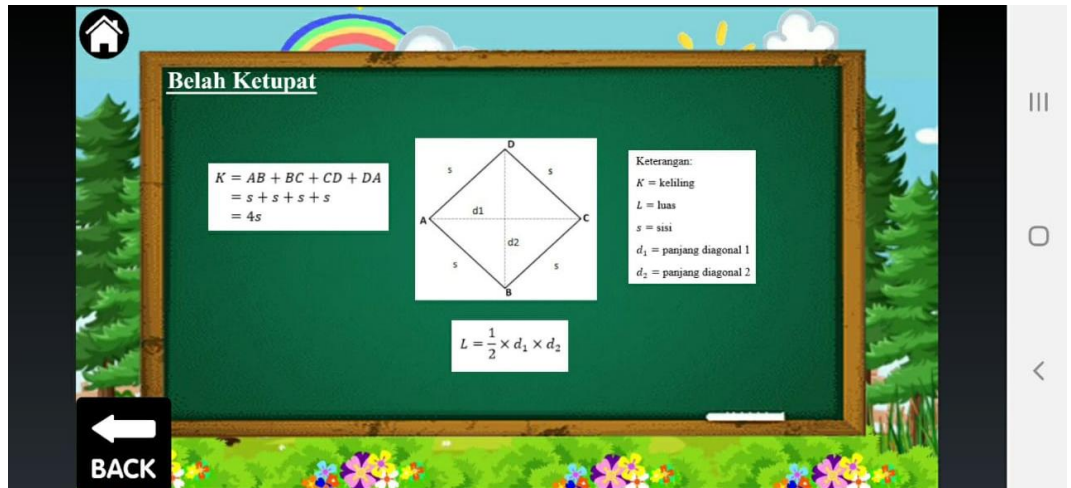 Belah Ketupat
K = AB + BC + CD + DA
= s + s + s + s
= 4s
D
s
s
d1
A
C
d2
s
s
B
Keterangan:
K = keliling
L = luas
s = sisi
d₁ = panjang diagonal 1
d₂ = panjang diagonal 2
L = 1/2 × d₁ × d₂
BACK